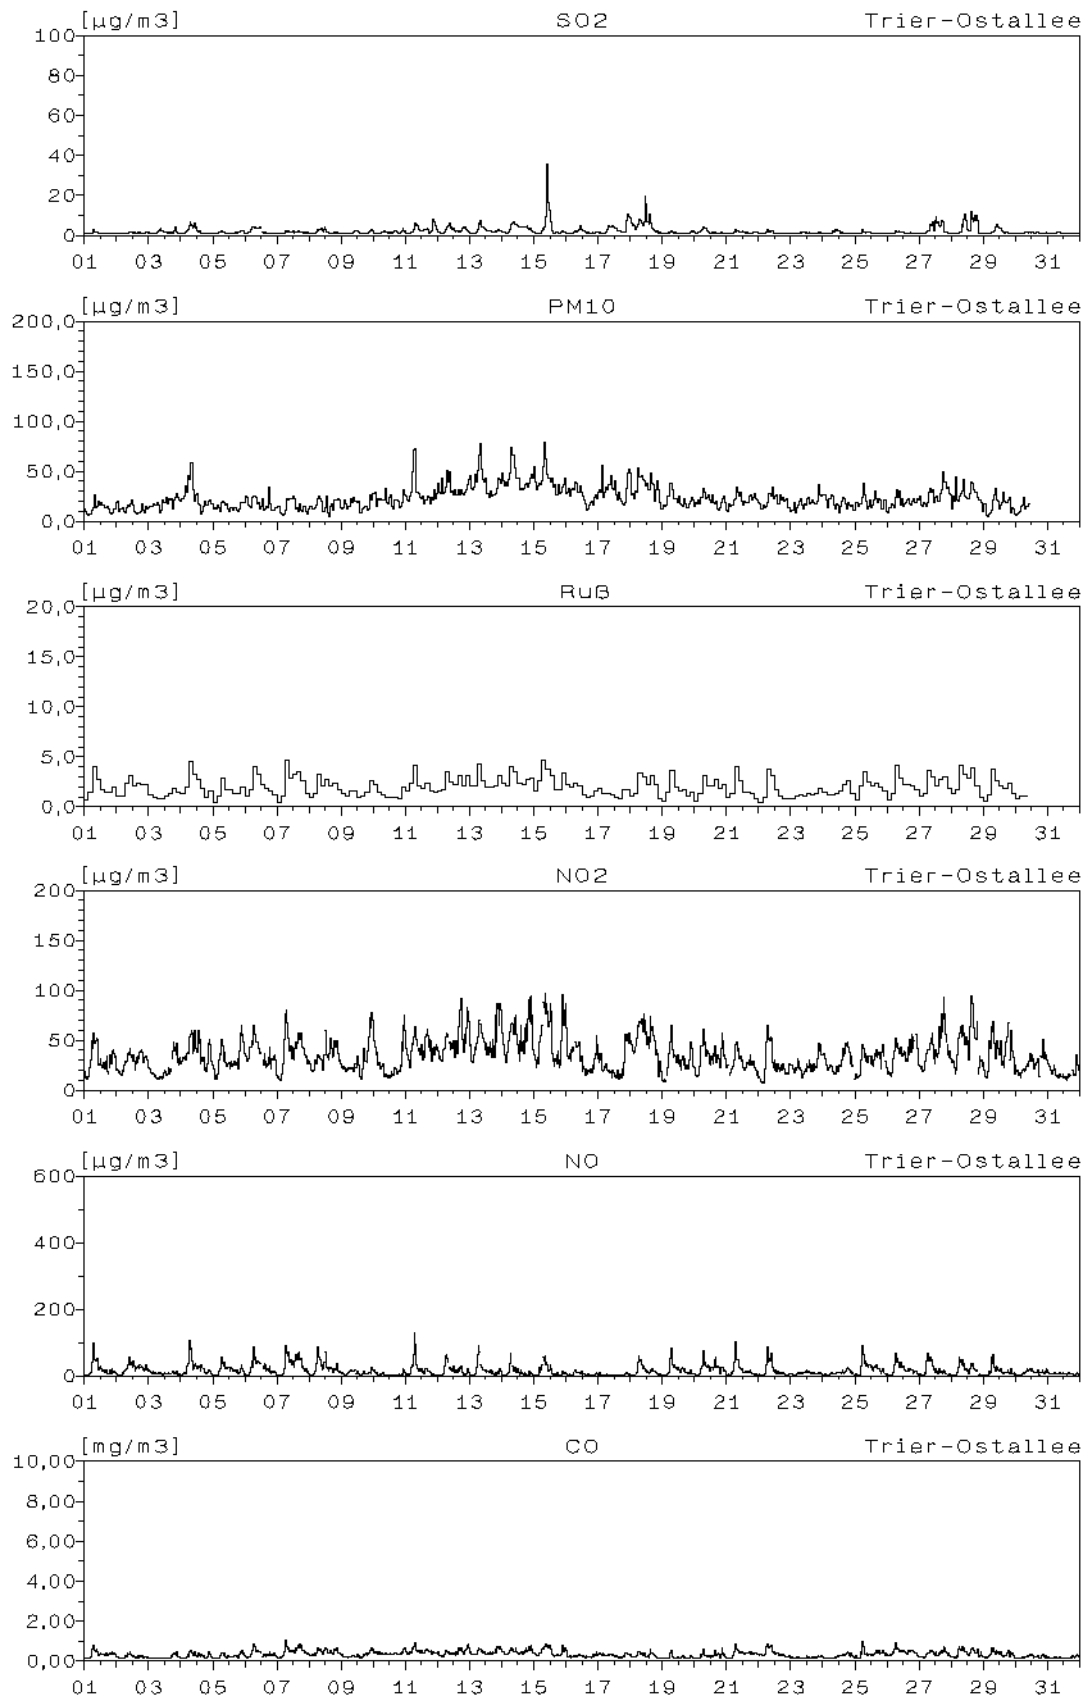 [µg/m3] SO2 Trier-Ostallee
100
80
60
40
20
0
01 03 05 07 09 11 13 15 17 19 21 23 25 27 29 31
[µg/m3] PM10 Trier-Ostallee
200,0
150,0
100,0
50,0
0,0
01 03 05 07 09 11 13 15 17 19 21 23 25 27 29 31
[µg/m3] Ruß Trier-Ostallee
20,0
15,0
10,0
5,0
0,0
01 03 05 07 09 11 13 15 17 19 21 23 25 27 29 31
[µg/m3] NO2 Trier-Ostallee
200
150
100
50
0
01 03 05 07 09 11 13 15 17 19 21 23 25 27 29 31
[µg/m3] NO Trier-Ostallee
600
400
200
0
01 03 05 07 09 11 13 15 17 19 21 23 25 27 29 31
[mg/m3] CO Trier-Ostallee
10,00
8,00
6,00
4,00
2,00
0,00
01 03 05 07 09 11 13 15 17 19 21 23 25 27 29 31